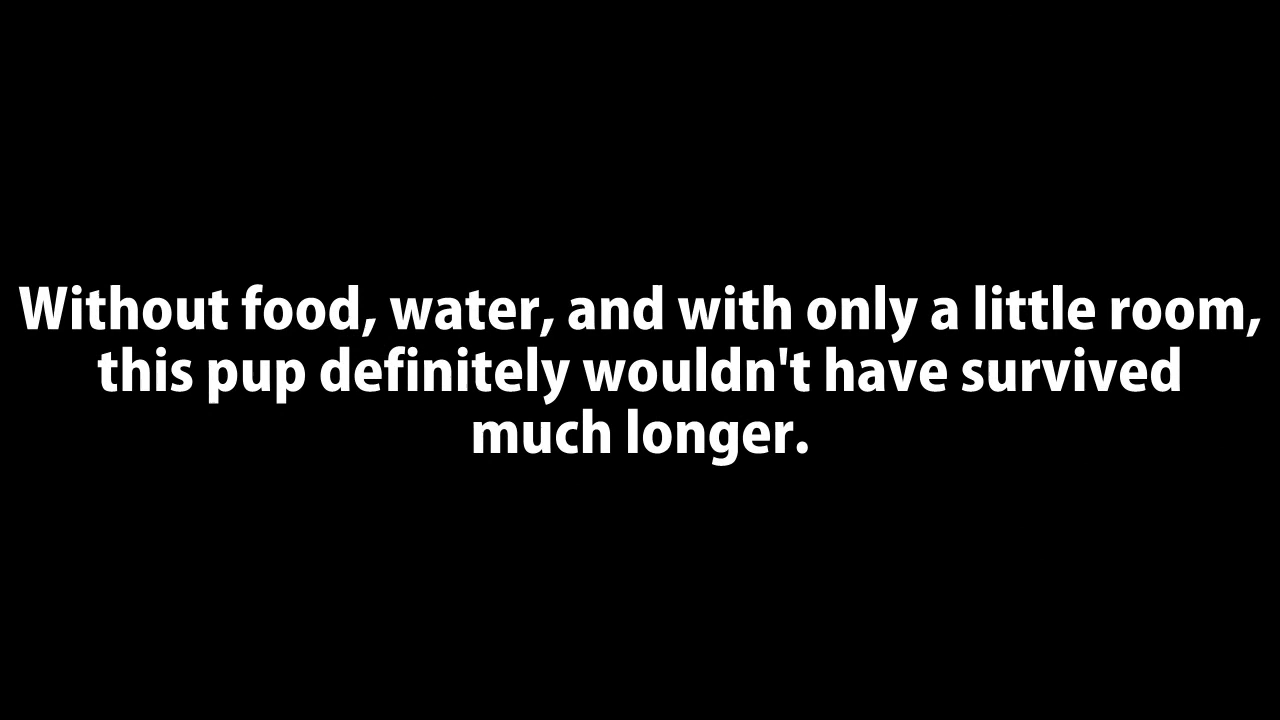 Without food, water, and with only a little room,
this pup definitely wouldn't have survived
much longer.